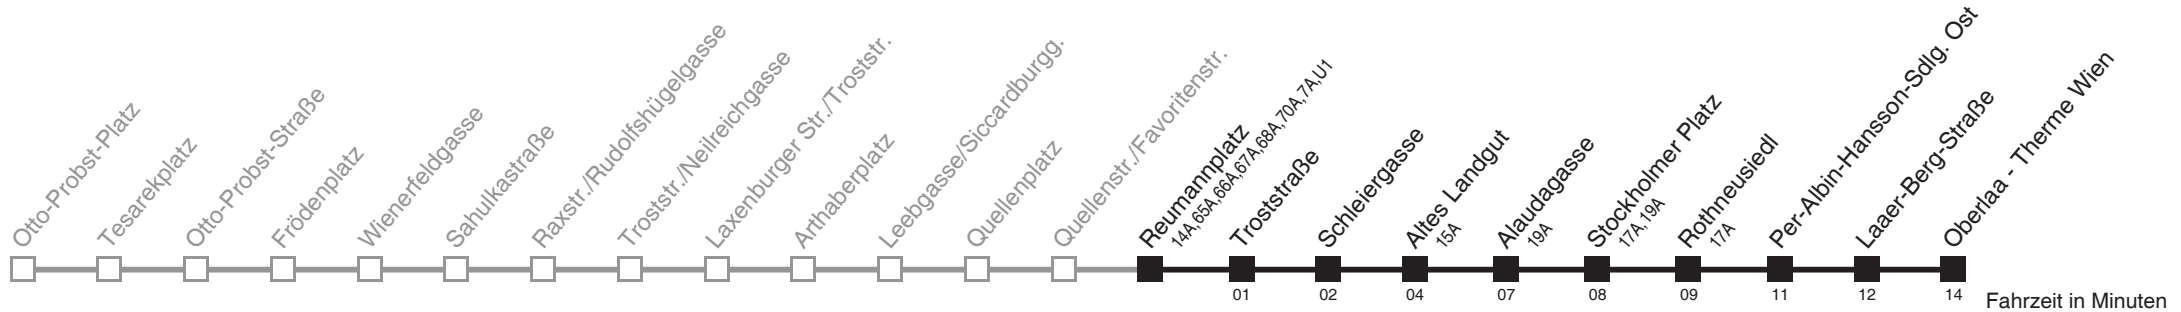 Otto-Probst-Platz
Tesarekplatz
Otto-Probst-Straße
Frödenplatz
Wienerfeldgasse
Sahulkastraße
Raxstr./Rudolfshügelgasse
Troststr./Neilreichgasse
Laxenburger Str./Troststr.
Arthaberplatz
Leebgasse/Siccardburgg.
Quellenplatz
Quellenstr./Favoritenstr.
Reumannplatz
14A,65A,66A,67A,68A,70A,7A,U1
Troststraße
Schleiergasse
Altes Landgut
15A
Alaudagasse
19A
Stockholmer Platz
17A, 19A
Rothneusiedl
17A
Per-Albin-Hansson-Sdlg. Ost
Laaer-Berg-Straße
Oberlaa - Therme Wien
01 02 04 07 08 09 11 12 14 Fahrzeit in Minuten